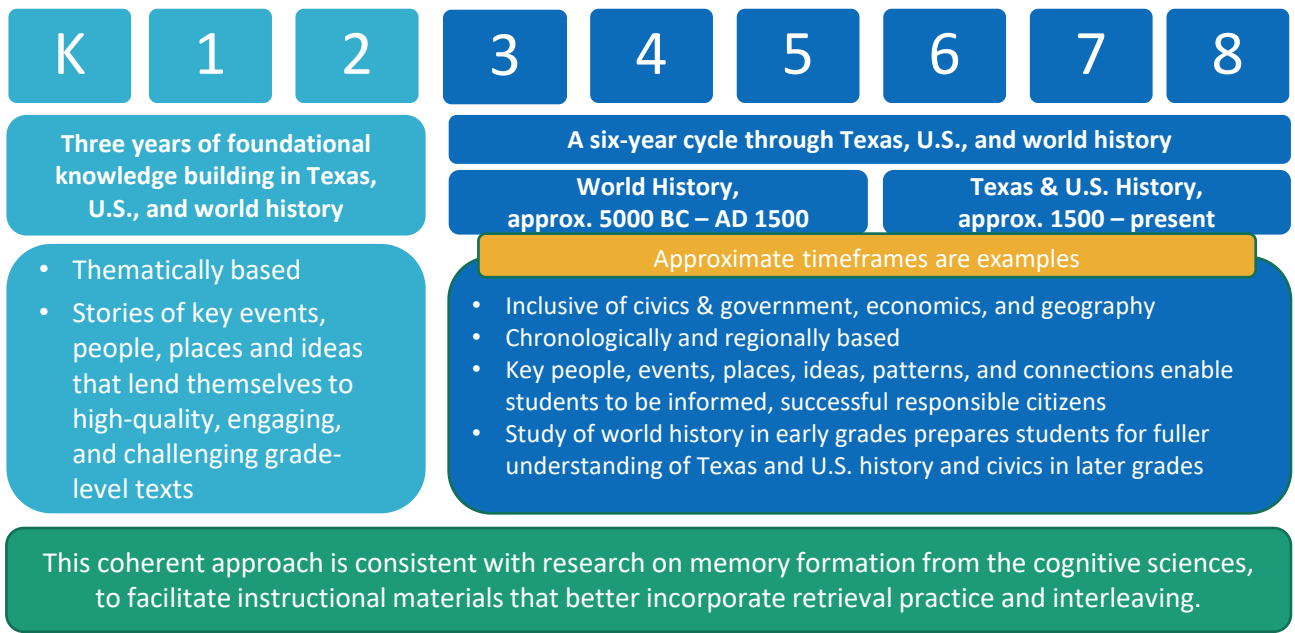 K 1 2 3 4 5 6 7 8
Three years of foundational
knowledge building in Texas,
U.S., and world history
• Thematically based
• Stories of key events,
people, places and ideas
that lend themselves to
high-quality, engaging,
and challenging grade-
level texts
A six-year cycle through Texas, U.S., and world history
World History,
approx. 5000 BC – AD 1500
Texas & U.S. History,
approx. 1500 – present
Approximate timeframes are examples
• Inclusive of civics & government, economics, and geography
• Chronologically and regionally based
• Key people, events, places, ideas, patterns, and connections enable
students to be informed, successful responsible citizens
• Study of world history in early grades prepares students for fuller
understanding of Texas and U.S. history and civics in later grades
This coherent approach is consistent with research on memory formation from the cognitive sciences,
to facilitate instructional materials that better incorporate retrieval practice and interleaving.